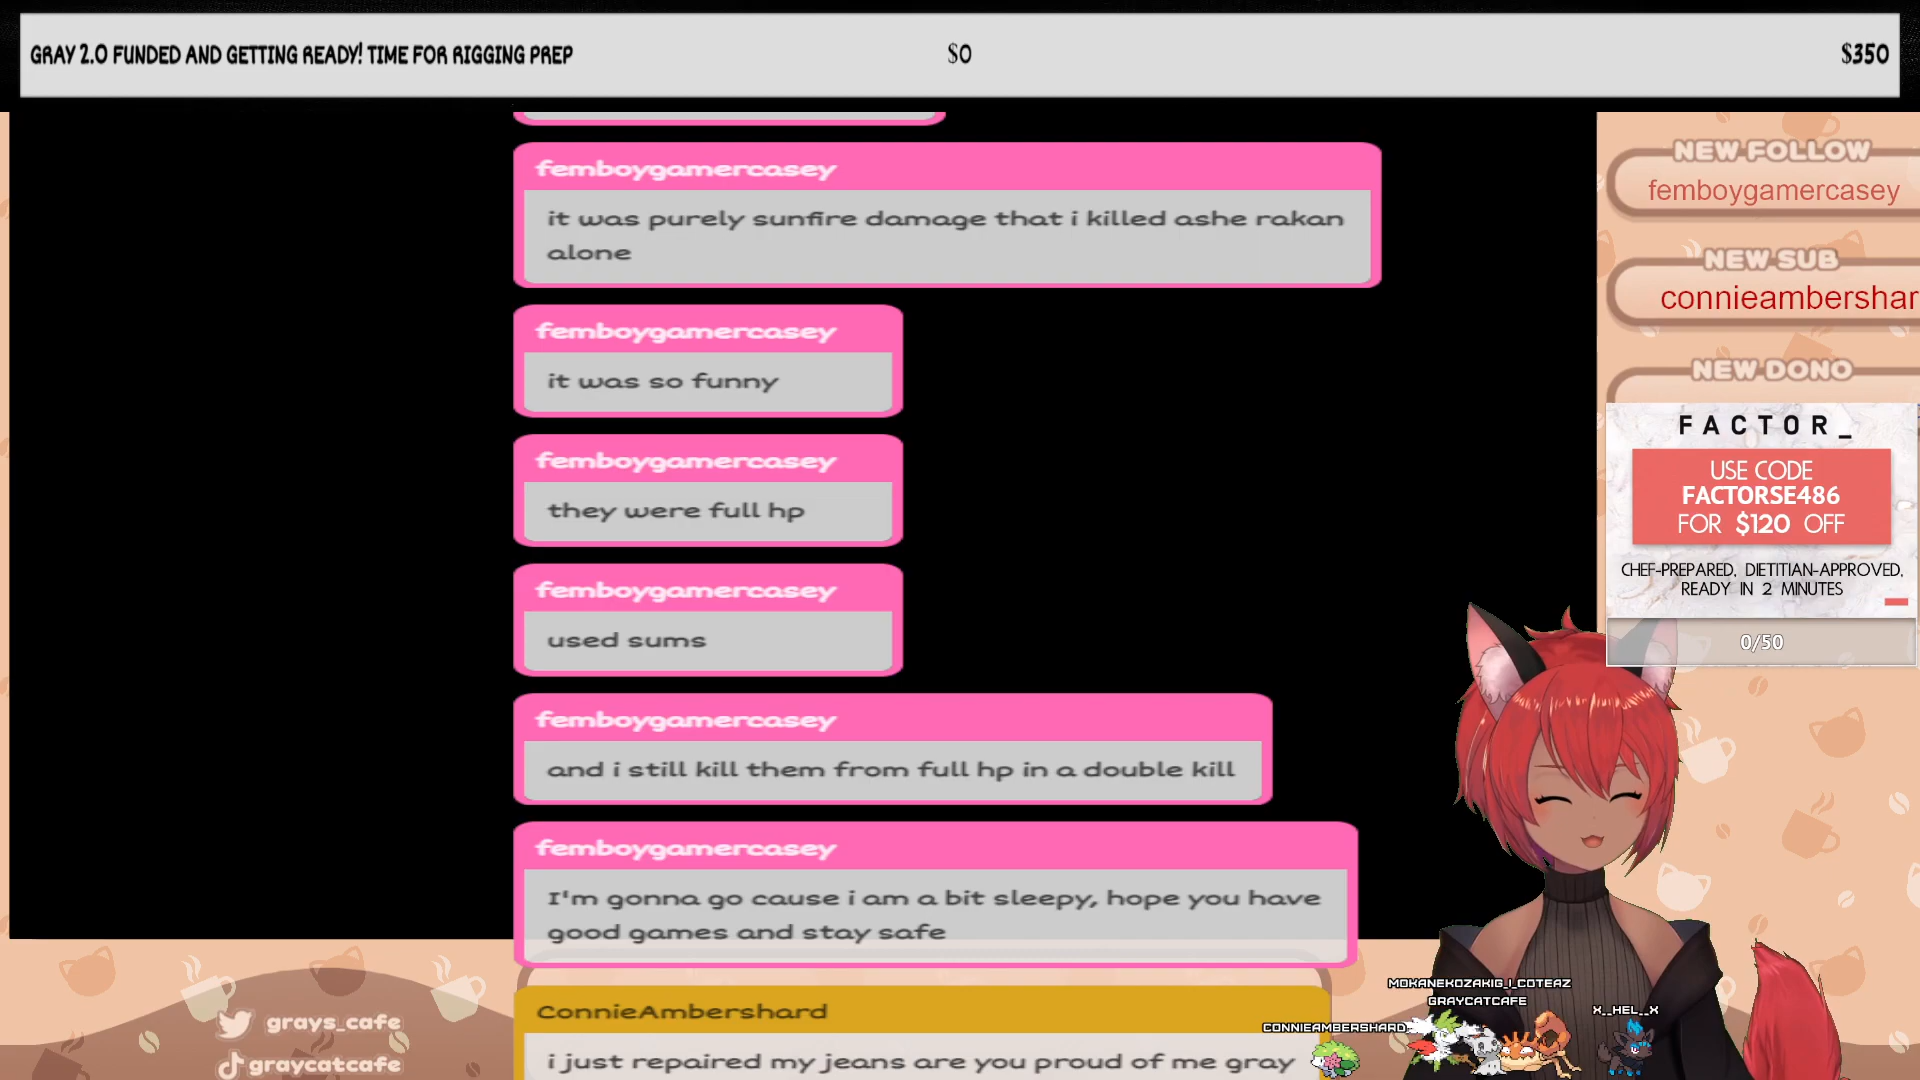 GRAY 2.0 FUNDED AND GETTING READY! TIME FOR RIGGING PREP
$0
$350
femboygamercasey
it was purely sunfire damage that i killed ashe rakan
alone
femboygamercasey
it was so funny
femboygamercasey
they were full hp
femboygamercasey
used sums
femboygamercasey
and i still kill them from full hp in a double kill
femboygamercasey
I'm gonna go cause i am a bit sleepy, hope you have
good games and stay safe
ConnieAmbershard
i just repaired my jeans are you proud of me gray
NEW FOLLOW
femboygamercasey
NEW SUB
connieambershar
NEW DONO
FACTOR_
USE CODE
FACTORSE486
FOR $120 OFF
CHEF-PREPARED, DIETITIAN-APPROVED,
READY IN 2 MINUTES
0/50
grays_cafe
graycatcafe
MOKANEKOZAKIG_I_COTEAZ
GRAYCATCAFE
CONNIEAMBERSHARD
X__HEL__X